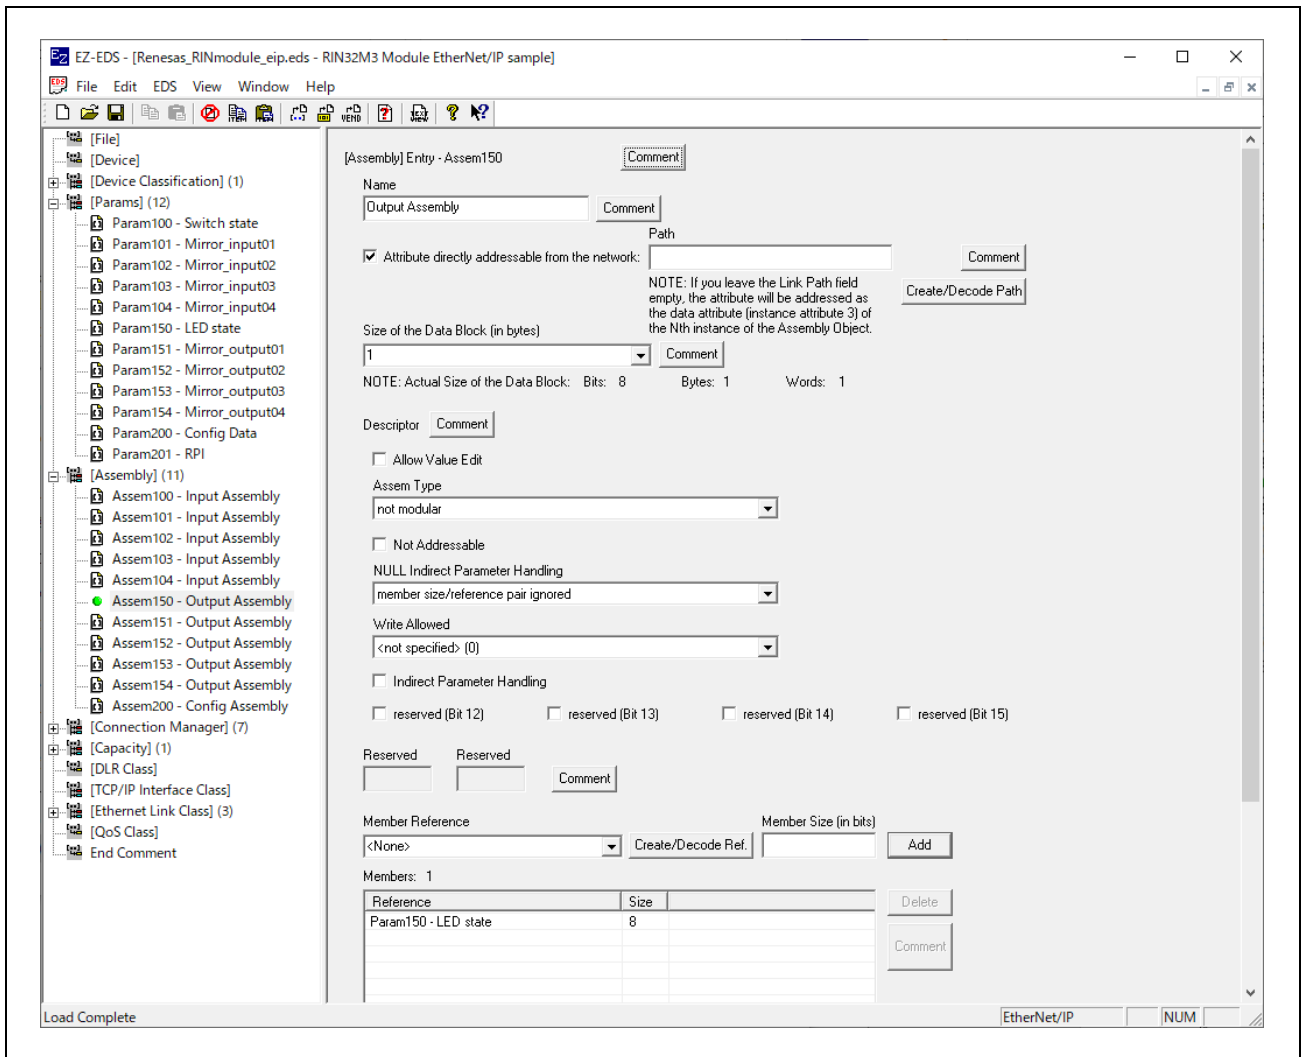 EZ EZ-EDS - [Renesas_RINmodule_eip.eds - RIN32M3 Module EtherNet/IP sample]
EDS File Edit EDS View Window Help
[File]
[Device]
[Device Classification] (1)
[Params] (12)
Param100 - Switch state
Param101 - Mirror_input01
Param102 - Mirror_input02
Param103 - Mirror_input03
Param104 - Mirror_input04
Param150 - LED state
Param151 - Mirror_output01
Param152 - Mirror_output02
Param153 - Mirror_output03
Param154 - Mirror_output04
Param200 - Config Data
Param201 - RPI
[Assembly] (11)
Assem100 - Input Assembly
Assem101 - Input Assembly
Assem102 - Input Assembly
Assem103 - Input Assembly
Assem104 - Input Assembly
Assem150 - Output Assembly
Assem151 - Output Assembly
Assem152 - Output Assembly
Assem153 - Output Assembly
Assem154 - Output Assembly
Assem200 - Config Assembly
[Connection Manager] (7)
[Capacity] (1)
[DLR Class]
[TCP/IP Interface Class]
[Ethernet Link Class] (3)
[QoS Class]
End Comment
[Assembly] Entry - Assem150 Comment
Name
Output Assembly Comment
Path
Attribute directly addressable from the network: Comment
NOTE: If you leave the Link Path field
empty, the attribute will be addressed as
the data attribute (instance attribute 3) of
the Nth instance of the Assembly Object.
Create/Decode Path
Size of the Data Block (in bytes)
1 Comment
NOTE: Actual Size of the Data Block: Bits: 8 Bytes: 1 Words: 1
Descriptor Comment
Allow Value Edit
Assem Type
not modular
Not Addressable
NULL Indirect Parameter Handling
member size/reference pair ignored
Write Allowed
<not specified> (0)
Indirect Parameter Handling
reserved (Bit 12) reserved (Bit 13) reserved (Bit 14) reserved (Bit 15)
Reserved Reserved
Comment
Member Reference Member Size (in bits)
<None> Create/Decode Ref. Add
Members: 1
Reference Size Delete
Param150 - LED state 8
Comment
Load Complete EtherNet/IP NUM